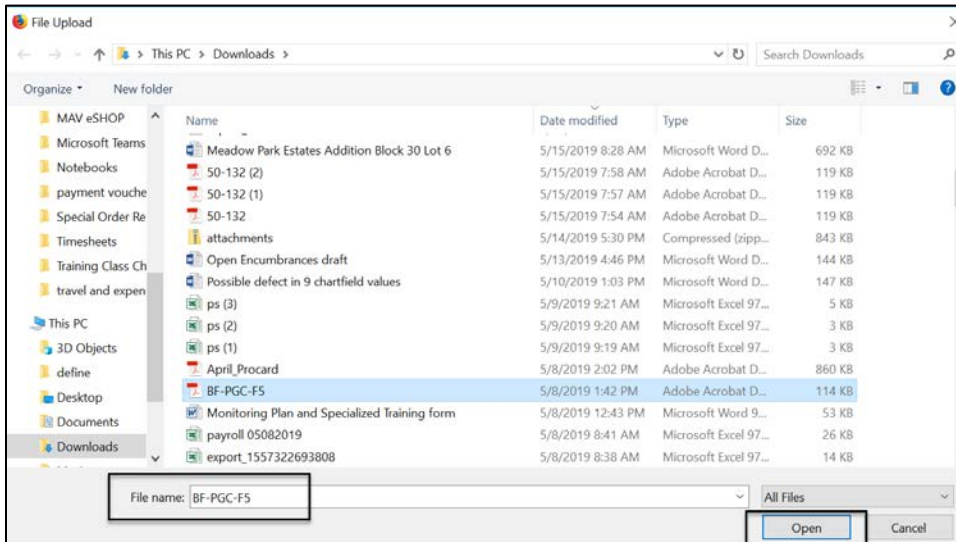 File Upload
This PC > Downloads >
Search Downloads
Organize
New folder
MAV eSHOP
Microsoft Teams
Notebooks
payment vouche
Special Order Re
Timesheets
Training Class Ch
travel and expen
This PC
3D Objects
define
Desktop
Documents
Downloads
Name Date modified Type Size
Meadow Park Estates Addition Block 30 Lot 6 5/15/2019 8:28 AM Microsoft Word D... 692 KB
50-132 (2) 5/15/2019 7:58 AM Adobe Acrobat D... 119 KB
50-132 (1) 5/15/2019 7:57 AM Adobe Acrobat D... 119 KB
50-132 5/15/2019 7:54 AM Adobe Acrobat D... 119 KB
attachments 5/14/2019 5:30 PM Compressed (zipp... 843 KB
Open Encumbrances draft 5/13/2019 4:46 PM Microsoft Word D... 144 KB
Possible defect in 9 chartfield values 5/10/2019 1:03 PM Microsoft Word D... 147 KB
ps (3) 5/9/2019 9:21 AM Microsoft Excel 97... 5 KB
ps (2) 5/9/2019 9:20 AM Microsoft Excel 97... 3 KB
ps (1) 5/9/2019 9:19 AM Microsoft Excel 97... 3 KB
April_Procard 5/8/2019 2:02 PM Adobe Acrobat D... 860 KB
BF-PGC-F5 5/8/2019 1:42 PM Adobe Acrobat D... 114 KB
Monitoring Plan and Specialized Training form 5/8/2019 12:43 PM Microsoft Word 9... 53 KB
payroll 05082019 5/8/2019 8:41 AM Microsoft Excel 97... 26 KB
export_1557322693808 5/8/2019 8:38 AM Microsoft Excel 97... 14 KB
File name: BF-PGC-F5
All Files
Open
Cancel